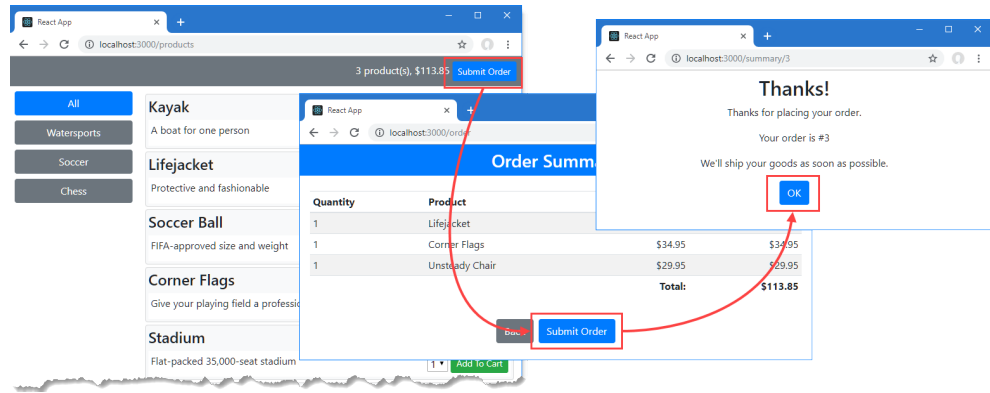 React App
localhost:3000/products
3 product(s), $113.85 Submit Order
All
Watersports
Soccer
Chess
Kayak
A boat for one person
Lifejacket
Protective and fashionable
Soccer Ball
FIFA-approved size and weight
Corner Flags
Give your playing field a
Stadium
Flat-packed 35,000-seat stadium
1 Add To Cart
React App
localhost:3000/order
Order
Quantity Product
1 Lifejacket
1 Corner Flags $34.95 $34.95
1 Unsteady Chair $29.95 $29.95
Total: $113.85
Back Submit Order
React App
localhost:3000/summary/3
Thanks!
Thanks for placing your order.
Your order is #3
We'll ship your goods as soon as possible.
OK